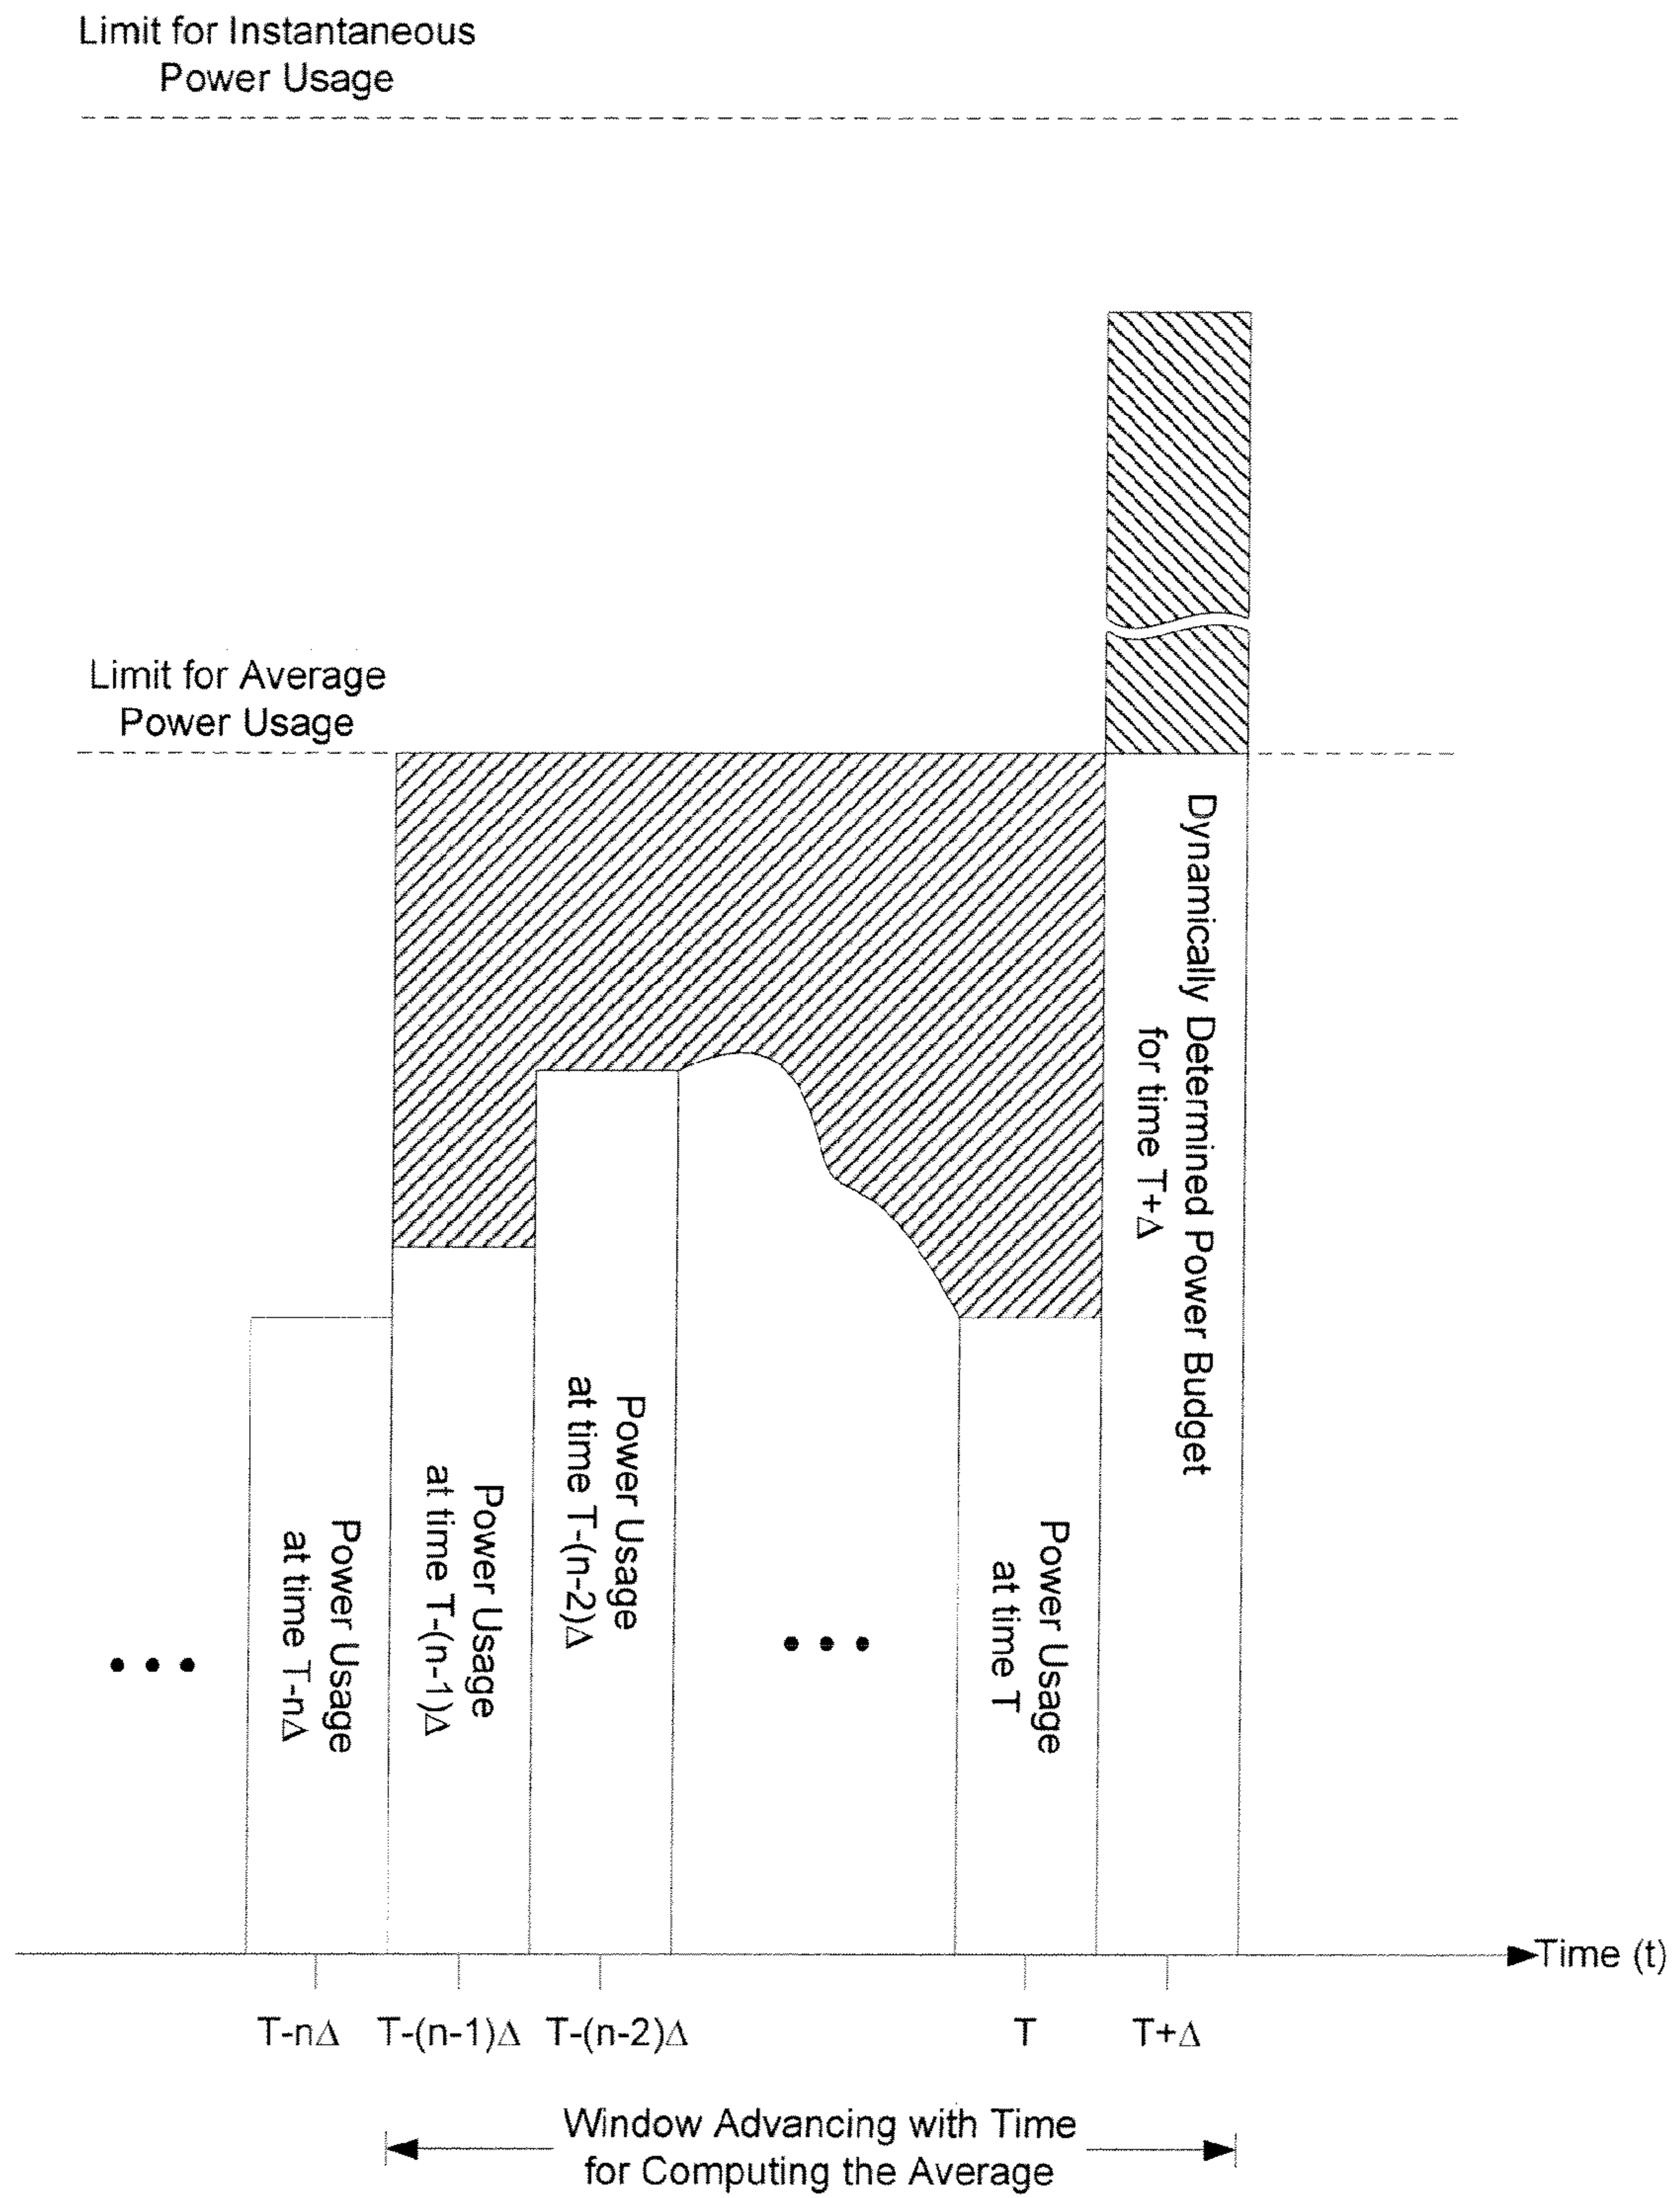 Limit for Instantaneous
Power Usage
Limit for Average
Power Usage
Dynamically Determined Power Budget
for time T+Δ
Power Usage
at time T-nΔ
Power Usage
at time T-(n-1)Δ
Power Usage
at time T-(n-2)Δ
Power Usage
at time T
Time (t)
T-nΔ
T-(n-1)Δ
T-(n-2)Δ
T
T+Δ
Window Advancing with Time
for Computing the Average